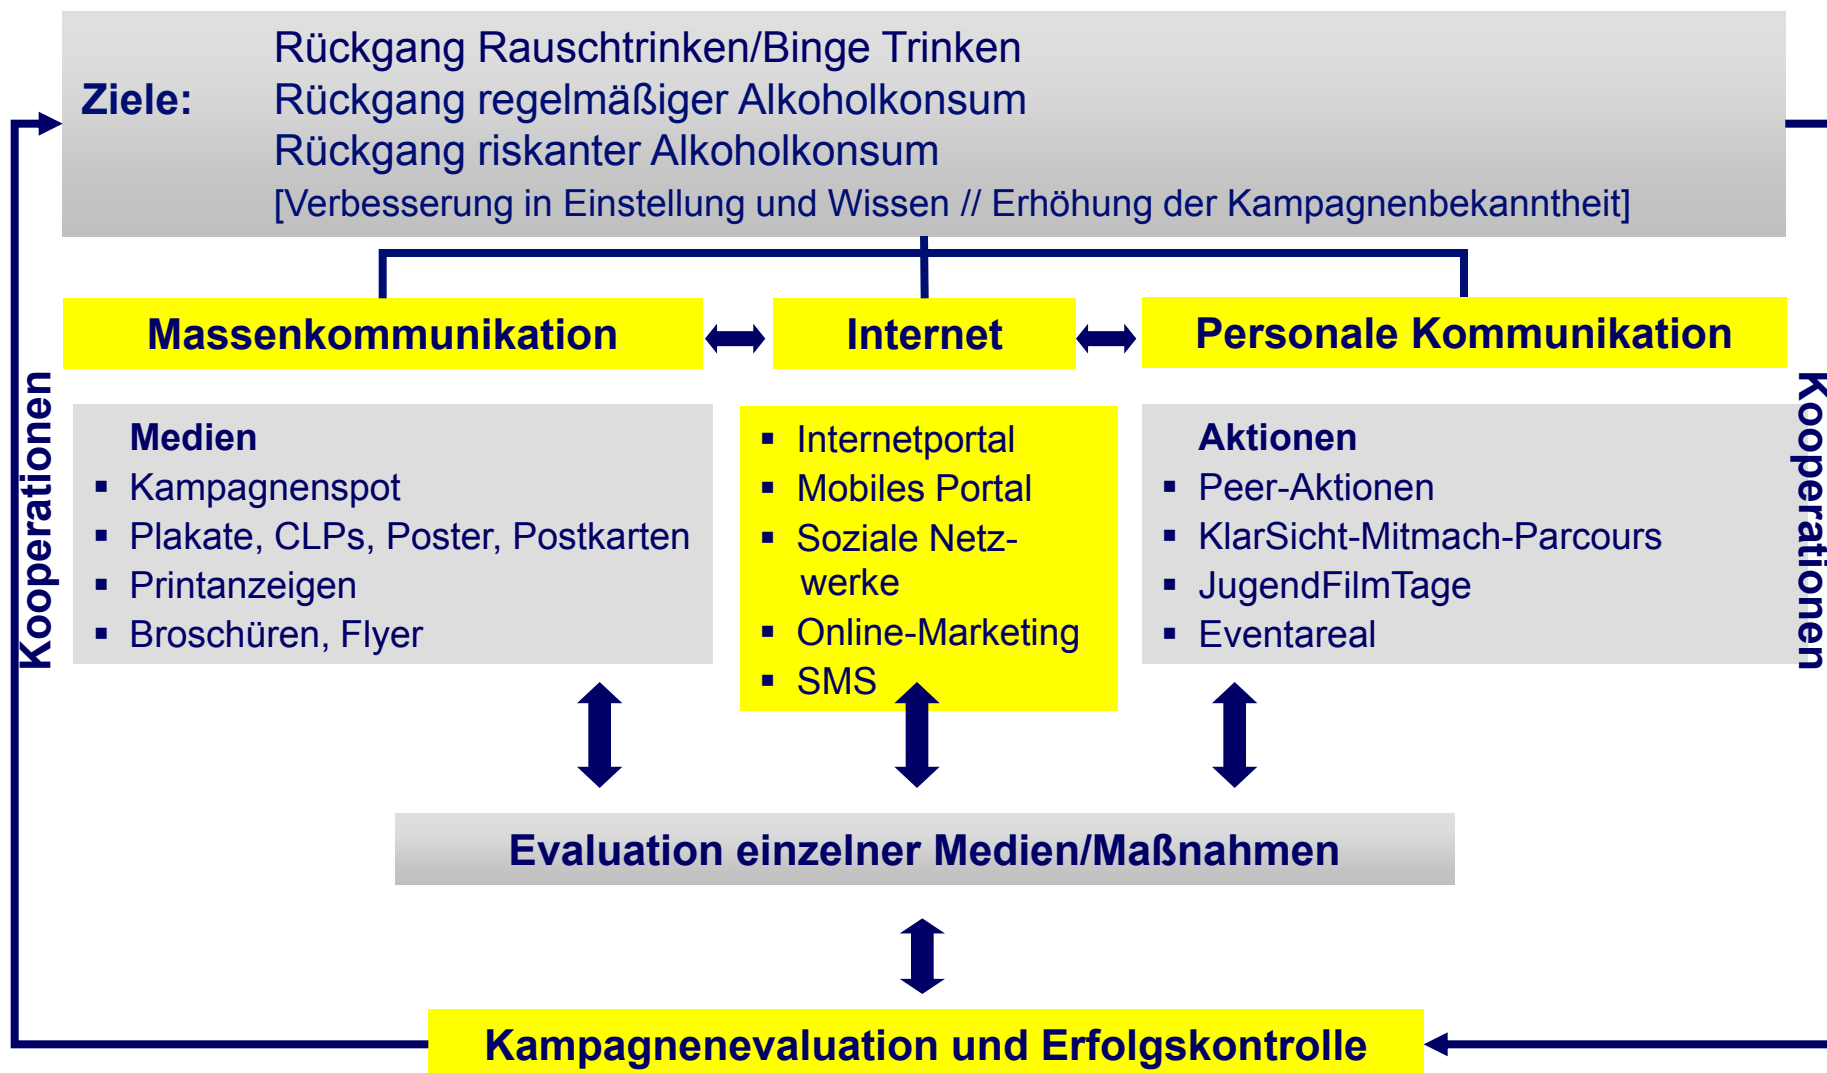 Rückgang Rauschtrinken/Binge Trinken
Ziele: Rückgang regelmäßiger Alkoholkonsum
Rückgang riskanter Alkoholkonsum
[Verbesserung in Einstellung und Wissen // Erhöhung der Kampagnenbekanntheit]
Massenkommunikation
Internet
Personale Kommunikation
Kooperationen
Medien
▪ Kampagnenspot
▪ Plakate, CLPs, Poster, Postkarten
▪ Printanzeigen
▪ Broschüren, Flyer
▪ Internetportal
▪ Mobiles Portal
▪ Soziale Netz-
werke
▪ Online-Marketing
▪ SMS
Aktionen
▪ Peer-Aktionen
▪ KlarSicht-Mitmach-Parcours
▪ JugendFilmTage
▪ Eventareal
Kooperationen
Evaluation einzelner Medien/Maßnahmen
Kampagnenevaluation und Erfolgskontrolle